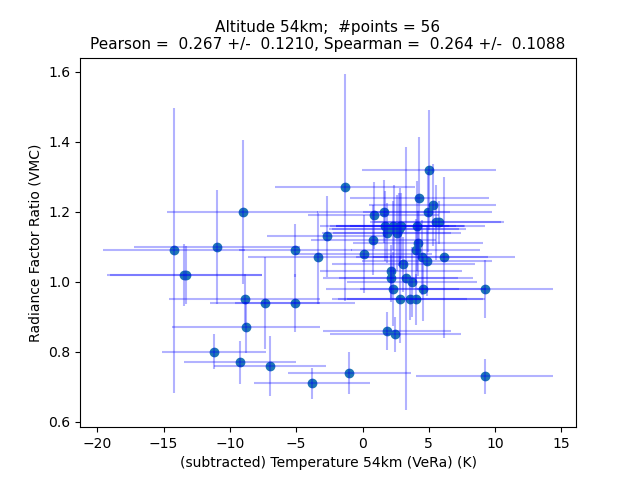 Altitude 54km;  #points = 56
Pearson =  0.267 +/-  0.1210, Spearman =  0.264 +/-  0.1088
1.6
1.4
1.2
1.0
0.8
0.6
Radiance Factor Ratio (VMC)
−20 −15 −10 −5 0 5 10 15
(subtracted) Temperature 54km (VeRa) (K)